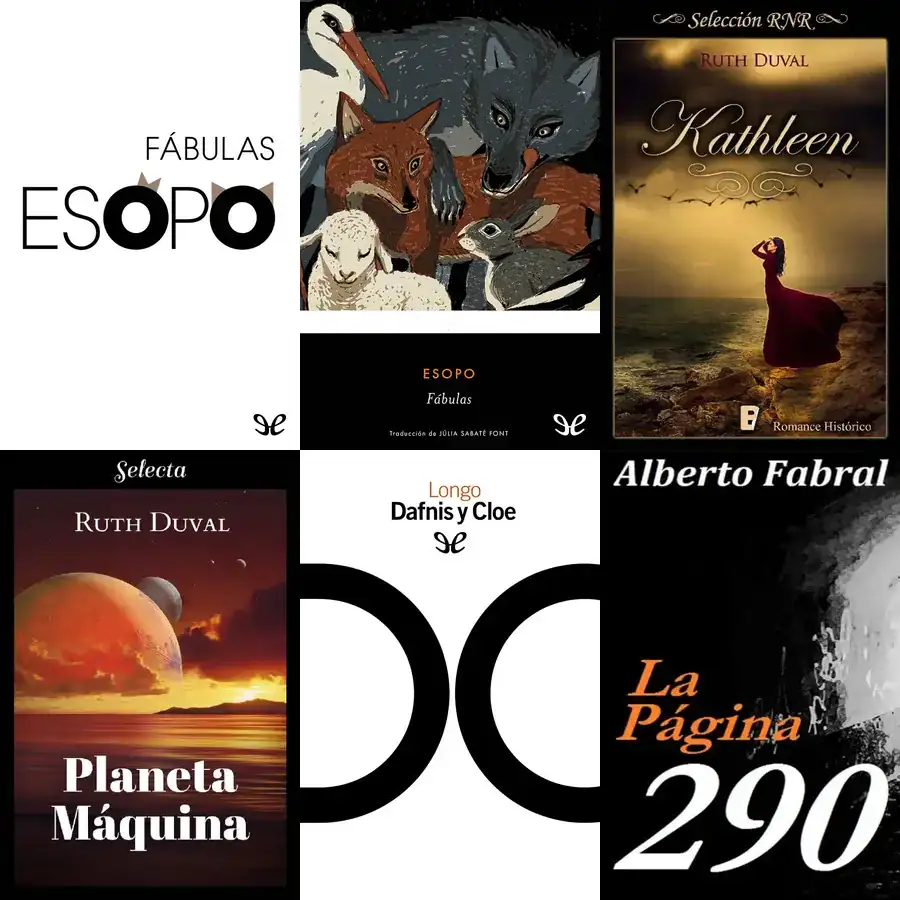 FÁBULAS
ESOPO
ESOPO
Fábulas
Traducción de JÚLIA SABATÉ FONT
Selección RNR
RUTH DUVAL
Kathleen
B
Romance Histórico
Selecta
RUTH DUVAL
Planeta
Máquina
Longo
Dafnis y Cloe
Alberto Fabral
La
Página
290